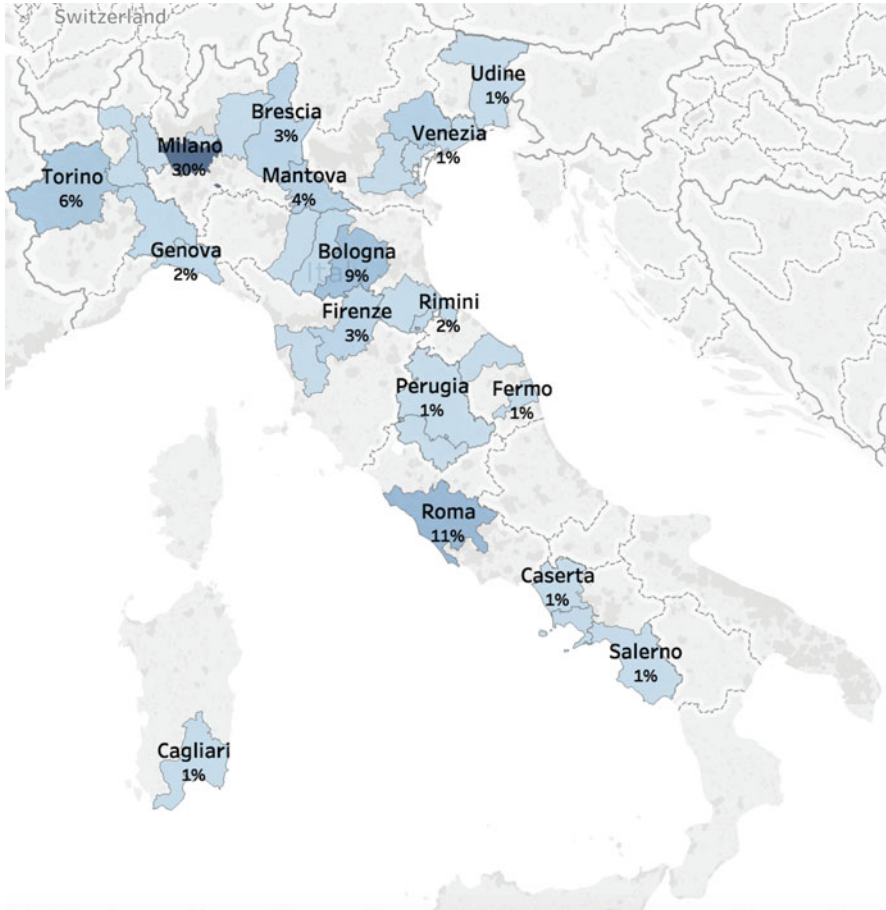 Switzerland
Udine
1%
Brescia
3%
Venezia
1%
Milano
30%
Torino
6%
Mantova
4%
Genova
2%
Bologna
9%
Ita
Firenze
3%
Rimini
2%
Perugia
1%
Fermo
1%
Roma
11%
Caserta
1%
Salerno
1%
Cagliari
1%